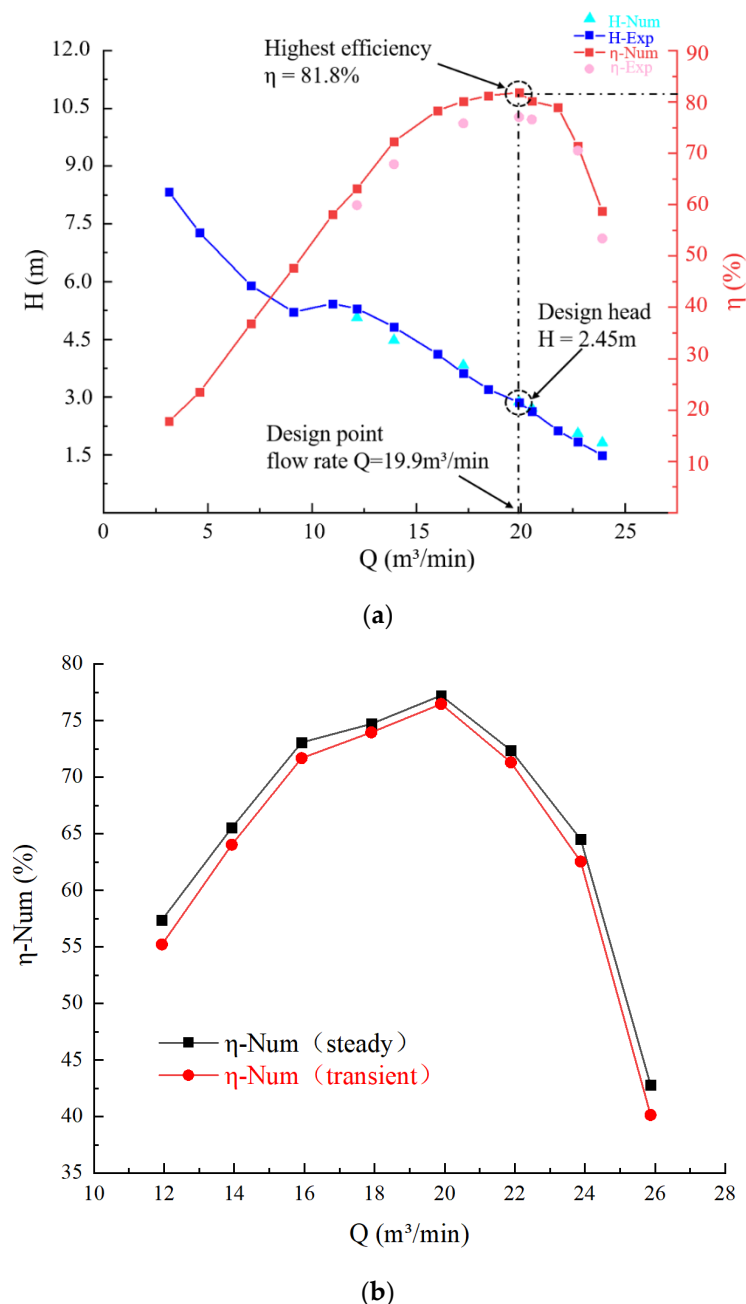 H-Num
H-Exp
η-Num
η-Exp
Highest efficiency
η = 81.8%
12.0
10.5
9.0
7.5
6.0
4.5
3.0
1.5
H (m)
90
80
70
60
50
40
30
20
10
η (%)
Design head
H = 2.45m
Design point
flow rate Q=19.9m³/min
0
5
10
15
20
25
Q (m³/min)
(a)
80
75
70
65
60
55
50
45
40
35
η-Num (%)
η-Num（steady）
η-Num（transient）
10
12
14
16
18
20
22
24
26
28
Q (m³/min)
(b)